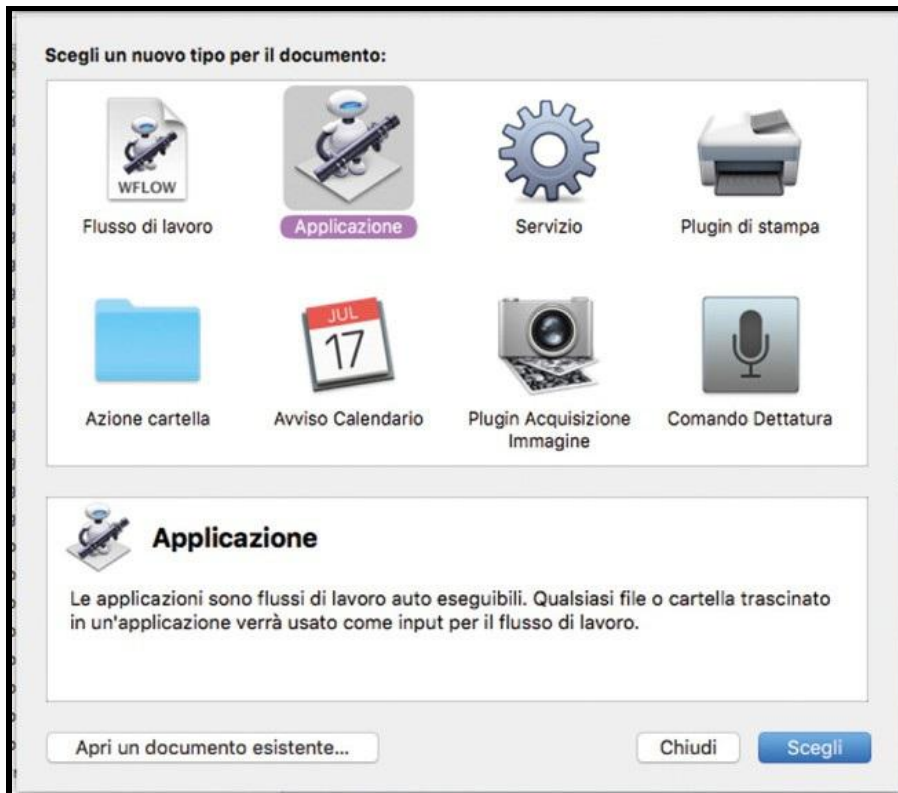 Scegli un nuovo tipo per il documento:
WFLOW
Flusso di lavoro
Applicazione
Servizio
Plugin di stampa
JUL
17
Azione cartella
Avviso Calendario
Plugin Acquisizione
Immagine
Comando Dettatura
Applicazione
Le applicazioni sono flussi di lavoro auto eseguibili. Qualsiasi file o cartella trascinato
in un'applicazione verrà usato come input per il flusso di lavoro.
Apri un documento esistente...
Chiudi
Scegli